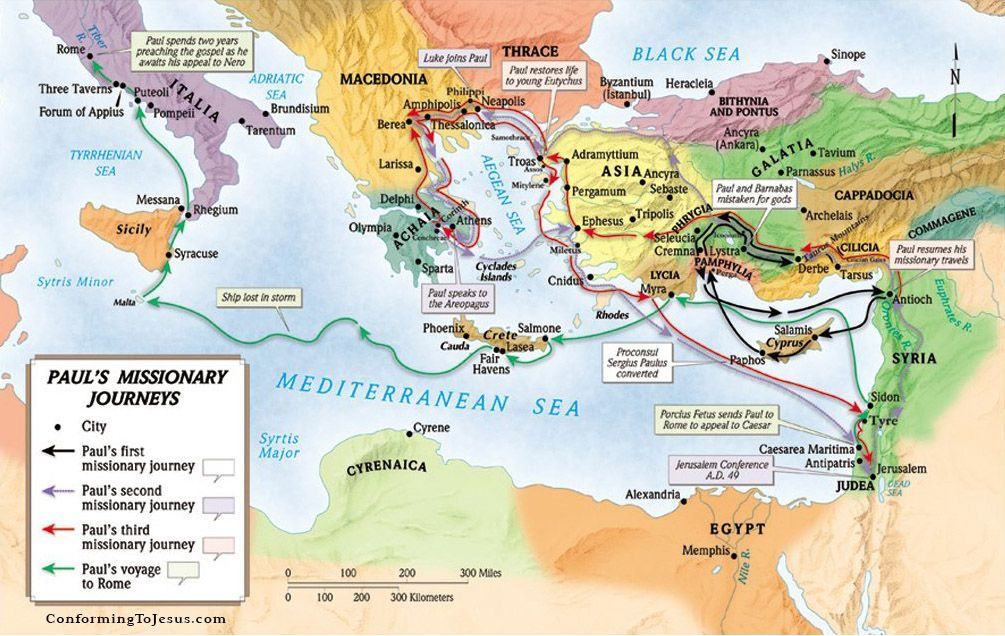 Tiber
R.
Rome
Paul spends two years
preaching the gospel as he
awaits his appeal to Nero
Three Taverns
Forum of Appius
Puteoli
Pompeii
ITALIA
ADRIATIC
SEA
Brundisium
Tarentum
TYRRHENIAN
SEA
Messana
Rhegium
Sicily
Syracuse
Sytris Minor
Malta
Ship lost in storm
MACEDONIA
Luke joins Paul
THRACE
Paul restores life
to young Eutychus
BLACK SEA
Sinope
N
Byzantium
(Istanbul)
Heracleia
BITHYNIA
AND PONTUS
Philippi
Amphipolis
Neapolis
Berea
Thessalonica
Samothrace
Larissa
AEGEAN SEA
Troas
Assos
Mitylene
Adramyttium
Pergamum
ASIA
Ancyra
Sebaste
Ancyra
(Ankara)
GALATIA
Tavium
Parnassus
Halys R.
Paul and Barnabas
mistaken for gods
CAPPADOCIA
Archelais
COMMAGENE
Delphi
ACHAIA
Corinth
Athens
Cenchreae
Olympia
Sparta
Cyclades
Islands
Paul speaks to
the Areopagus
Ephesus
Tripolis
Miletus
Cnidus
Rhodes
PHRYGIA
Seleucia
Cremna
Iconium
Lystra
PAMPHYLIA
Perga
LYCIA
Myra
Derbe
Taurus Mountains
CILICIA
Cilician Gates
Tarsus
Paul resumes his
missionary travels
Antioch
Orontes R.
Euphrates R.
SYRIA
Salamis
Cyprus
Paphos
Proconsul
Sergius Paulus
converted
Phoenix
Cauda
Crete
Salmone
Lasea
Fair
Havens
MEDITERRANEAN SEA
Sidon
Tyre
Porcius Fetus sends Paul to
Rome to appeal to Caesar
Caesarea Maritima
Antipatris
Jerusalem Conference
A.D. 49
Jerusalem
JUDEA
DEAD
SEA
Syrtis
Major
Cyrene
CYRENAICA
Alexandria
EGYPT
Memphis
Nile R.
PAUL'S MISSIONARY
JOURNEYS
City
Paul's first
missionary journey
Paul's second
missionary journey
Paul's third
missionary journey
Paul's voyage
to Rome
0 100 200 300 Miles
0 100 200 300 Kilometers
ConformingToJesus.com